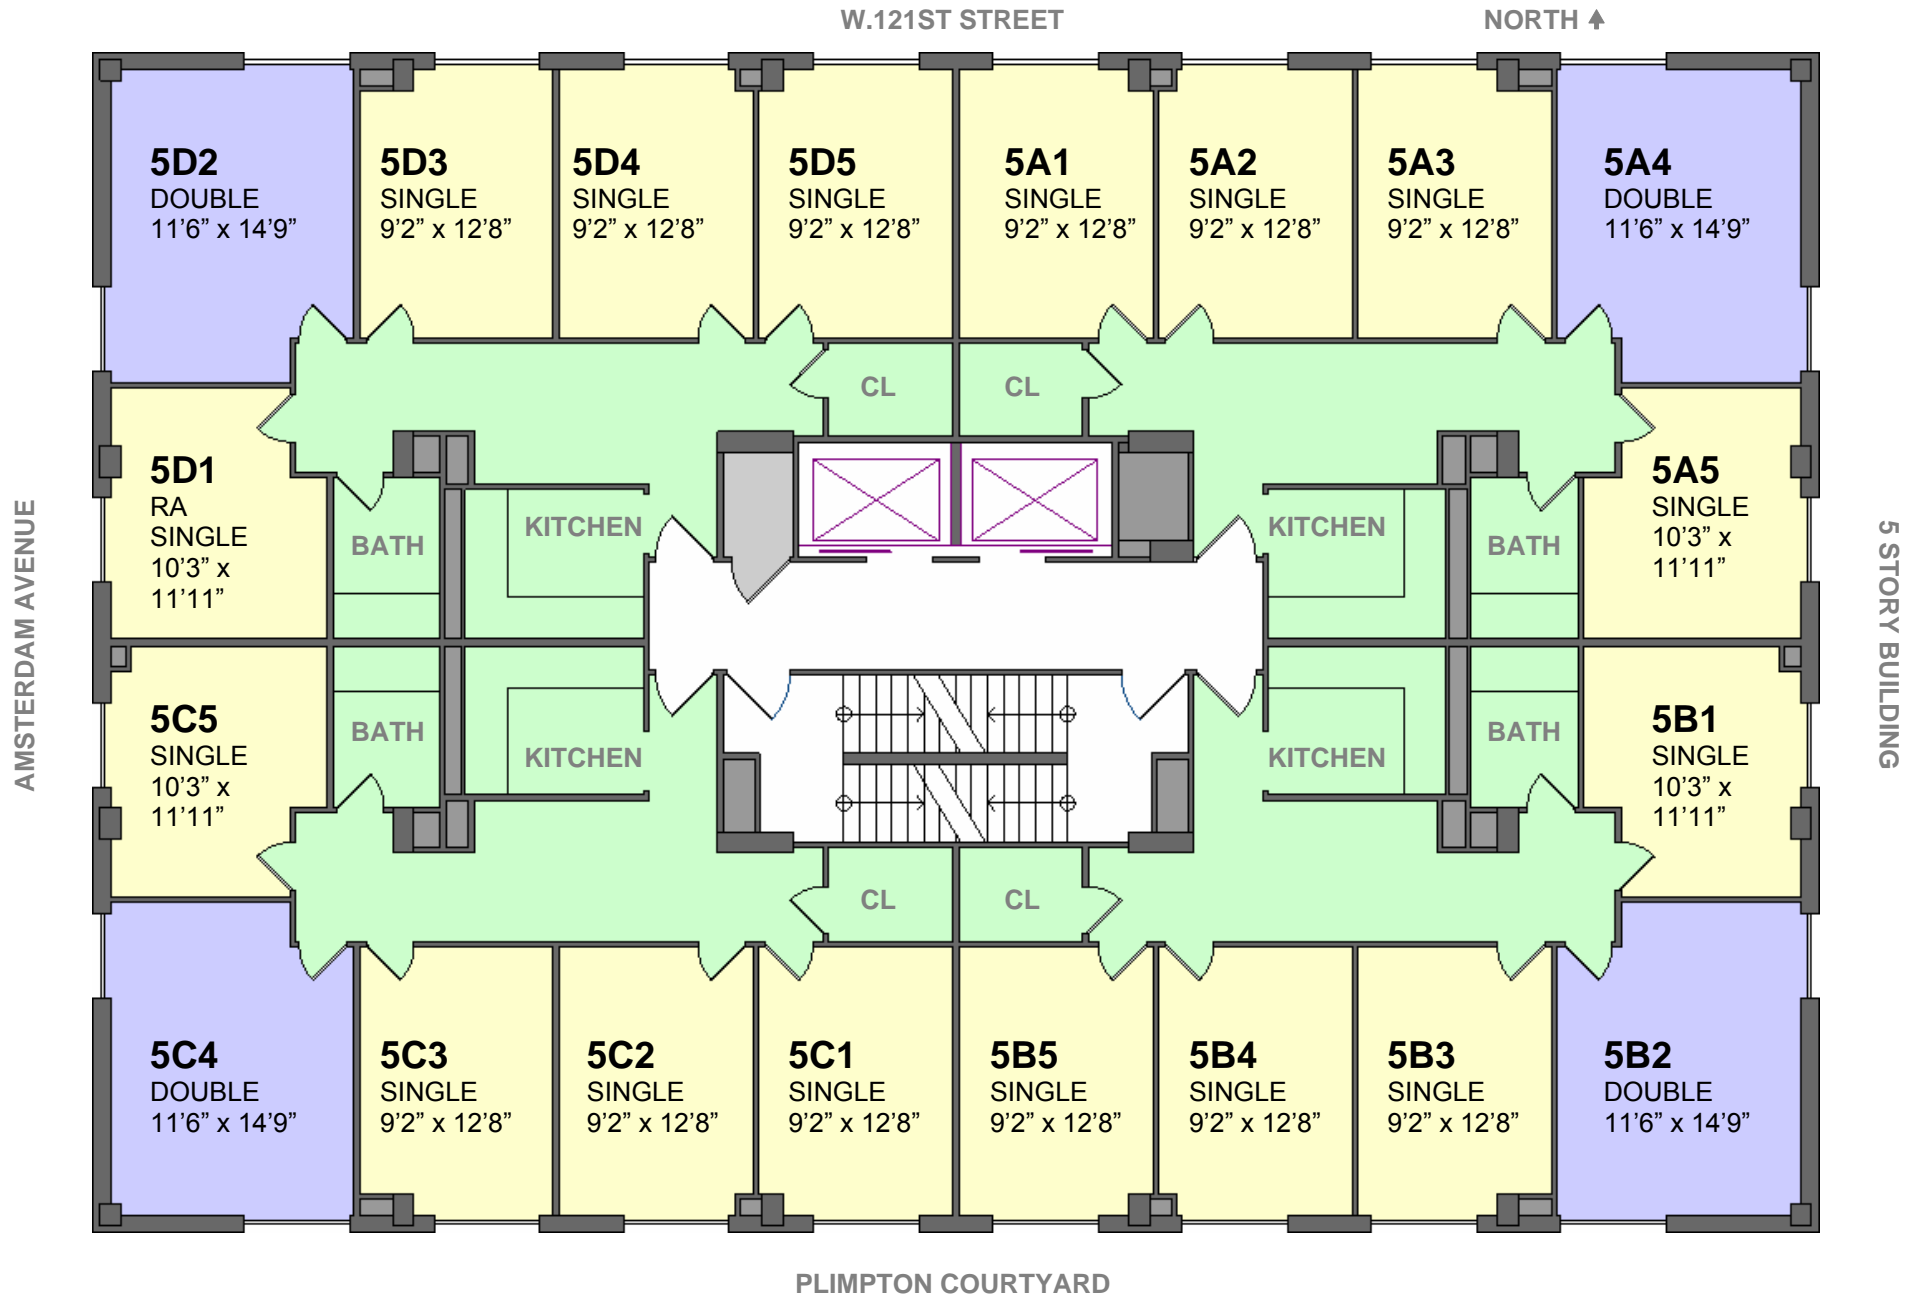 W.121ST STREET
NORTH
5D2
DOUBLE
11’6” x 14’9”
5D3
SINGLE
9’2” x 12’8”
5D4
SINGLE
9’2” x 12’8”
5D5
SINGLE
9’2” x 12’8”
5A1
SINGLE
9’2” x 12’8”
5A2
SINGLE
9’2” x 12’8”
5A3
SINGLE
9’2” x 12’8”
5A4
DOUBLE
11’6” x 14’9”
CL
CL
5D1
RA
SINGLE
10’3” x
11’11”
BATH
KITCHEN
KITCHEN
BATH
5A5
SINGLE
10’3” x
11’11”
AMSTERDAM AVENUE
5 STORY BUILDING
5C5
SINGLE
10’3” x
11’11”
BATH
KITCHEN
KITCHEN
BATH
5B1
SINGLE
10’3” x
11’11”
CL
CL
5C4
DOUBLE
11’6” x 14’9”
5C3
SINGLE
9’2” x 12’8”
5C2
SINGLE
9’2” x 12’8”
5C1
SINGLE
9’2” x 12’8”
5B5
SINGLE
9’2” x 12’8”
5B4
SINGLE
9’2” x 12’8”
5B3
SINGLE
9’2” x 12’8”
5B2
DOUBLE
11’6” x 14’9”
PLIMPTON COURTYARD